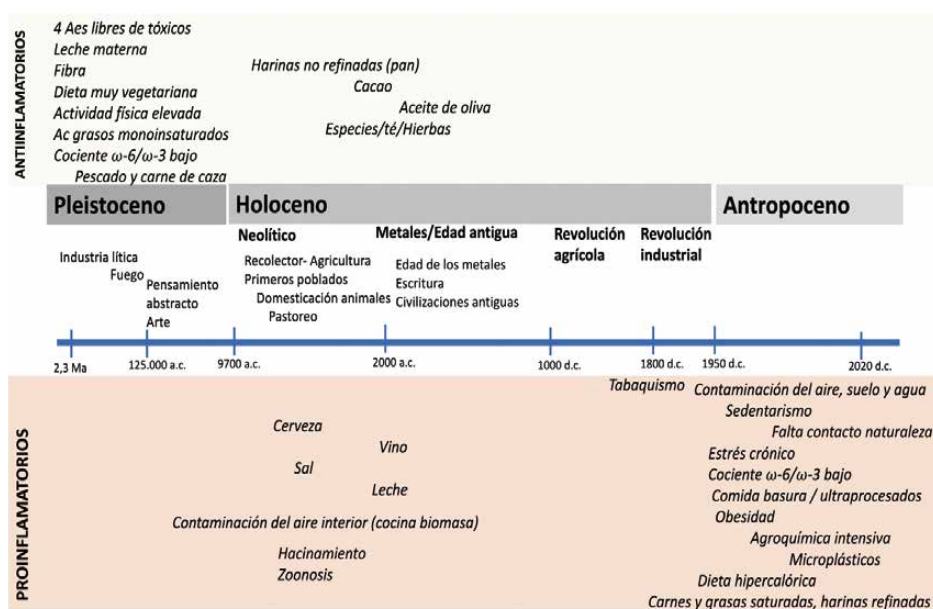 ANTIINFLAMATORIOS
4 Aes libres de tóxicos
Leche materna
Fibra
Dieta muy vegetariana
Actividad física elevada
Ac grasos monoinsaturados
Cociente ω-6/ω-3 bajo
Pescado y carne de caza
Harinas no refinadas (pan)
Cacao
Aceite de oliva
Especies/té/Hierbas
Pleistoceno
Holoceno
Antropoceno
Industria lítica
Fuego
Pensamiento
abstracto
Arte
Neolítico
Recolector- Agricultura
Primeros poblados
Domesticación animales
Pastoreo
Metales/Edad antigua
Edad de los metales
Escritura
Civilizaciones antiguas
Revolución
agrícola
Revolución
industrial
2,3 Ma
125.000 a.c.
9700 a.c.
2000 a.c.
1000 d.c.
1800 d.c.
1950 d.c.
2020 d.c.
PROINFLAMATORIOS
Cerveza
Vino
Sal
Leche
Contaminación del aire interior (cocina biomasa)
Hacinamiento
Zoonosis
Tabaquismo
Contaminación del aire, suelo y agua
Sedentarismo
Falta contacto naturaleza
Estrés crónico
Cociente ω-6/ω-3 bajo
Comida basura / ultraprocesados
Obesidad
Agroquímica intensiva
Microplásticos
Dieta hipercalórica
Carnes y grasas saturadas, harinas refinadas